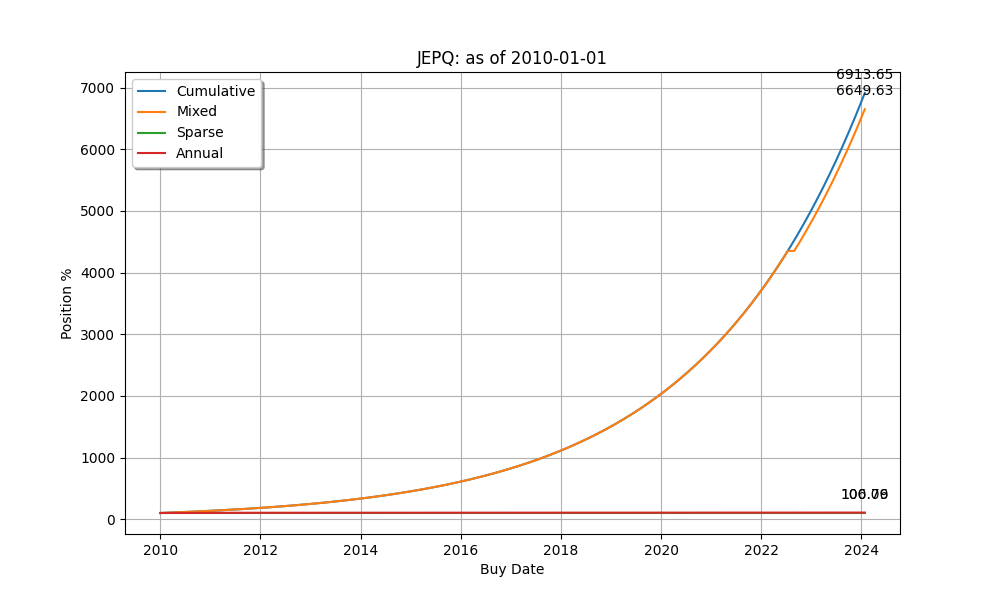 JEPQ: as of 2010-01-01
6913.65
6649.63
Cumulative
Mixed
Sparse
Annual
7000
6000
5000
4000
3000
2000
1000
0
Position %
2010 2012 2014 2016 2018 2020 2022 2024
Buy Date